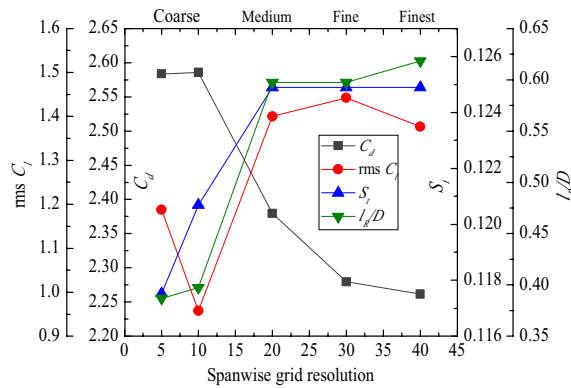 Coarse Medium Fine Finest
1.6 2.65 0.65
1.5 2.60 0.126 0.60
2.55
1.4 0.124 0.55
2.50
1.3 2.45 C_d 0.122 0.50
rms C_l
2.40 S_t
1.2 l_R/D 0.45
2.35 0.120
1.1
2.30 0.118 0.40
1.0 2.25
0.9 2.20 0.116 0.35
rms C_l
C_d
S_t
l_R/D
0 5 10 15 20 25 30 35 40 45
Spanwise grid resolution